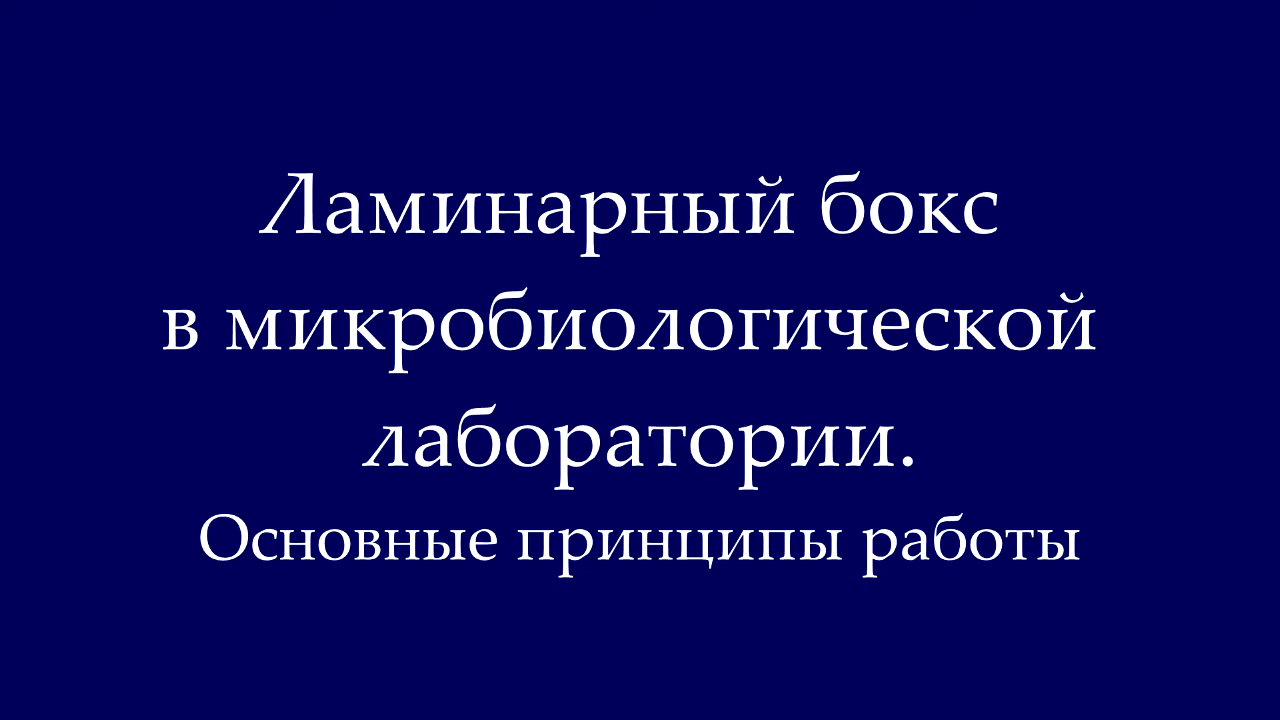 Ламинарный бокс
в микробиологической
лаборатории.
Основные принципы работы